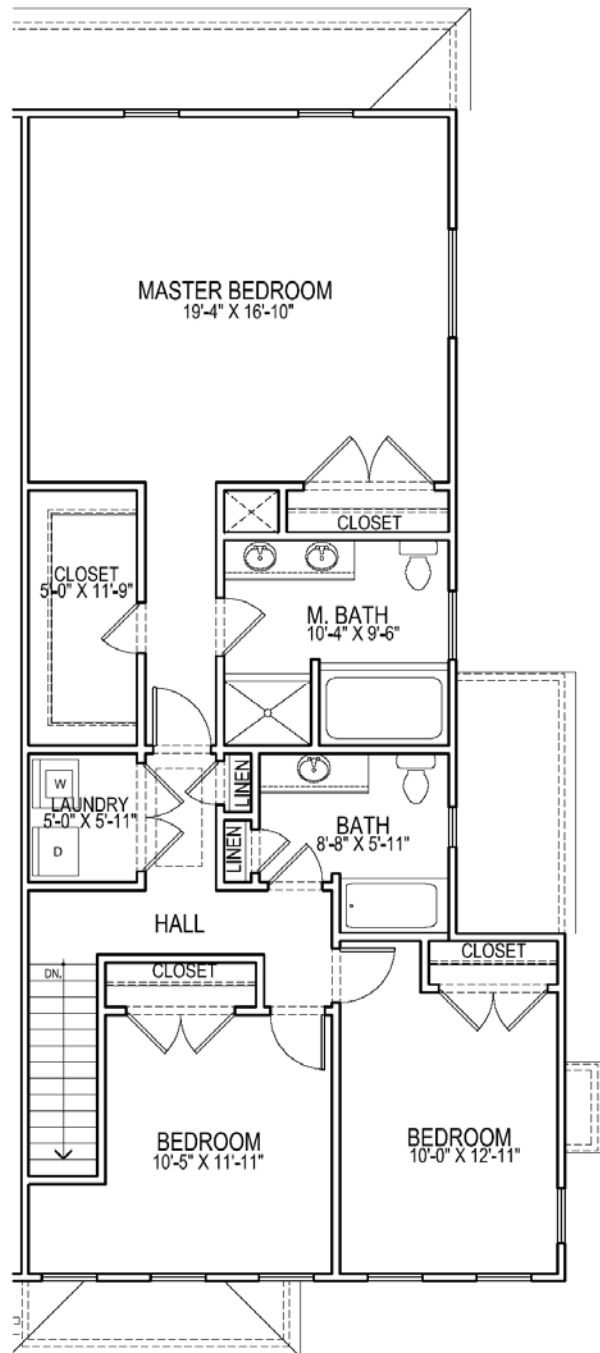 MASTER BEDROOM
19'-4" X 16'-10"
CLOSET
CLOSET
5'-0" X 11'-9"
M. BATH
10'-4" X 9'-6"
W
LAUNDRY
5'-0" X 5'-11"
D
LINEN
LINEN
BATH
8'-8" X 5'-11"
HALL
DN.
CLOSET
CLOSET
BEDROOM
10'-5" X 11'-11"
BEDROOM
10'-0" X 12'-11"